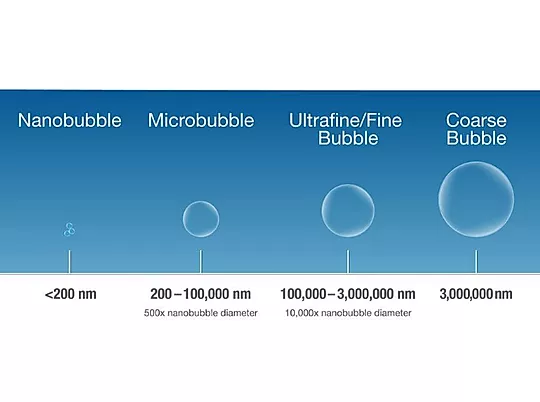 Nanobubble
Microbubble
Ultrafine/Fine
Bubble
Coarse
Bubble
<200 nm
200–100,000 nm
500x nanobubble diameter
100,000–3,000,000 nm
10,000x nanobubble diameter
3,000,000nm